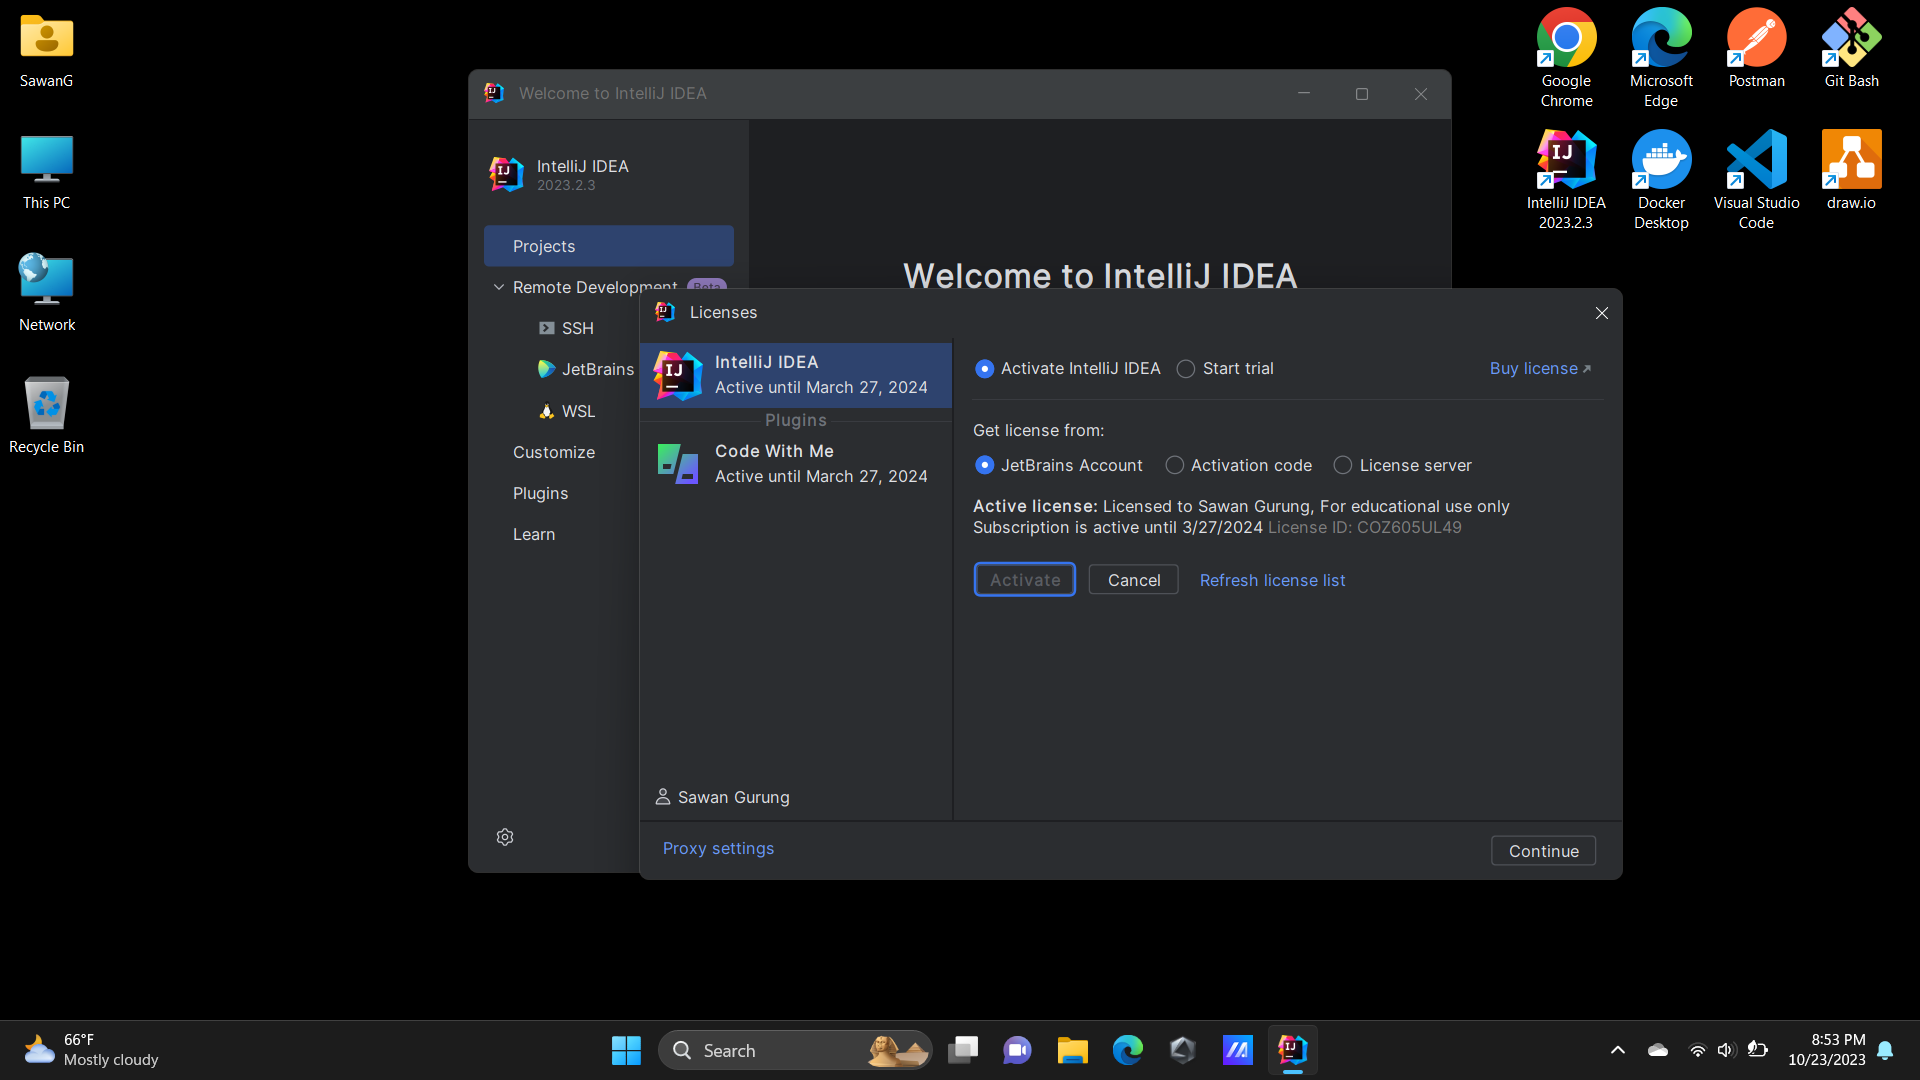 SawanG
This PC
Network
Recycle Bin
Google
Chrome
Microsoft
Edge
Postman
Git Bash
IntelliJ IDEA
2023.2.3
Docker
Desktop
Visual Studio
Code
draw.io
Welcome to IntelliJ IDEA
IntelliJ IDEA
2023.2.3
Projects
Remote Development Beta
SSH
JetBrains
WSL
Customize
Plugins
Learn
Welcome to IntelliJ IDEA
Licenses
IntelliJ IDEA
Active until March 27, 2024
Plugins
Code With Me
Active until March 27, 2024
Sawan Gurung
Activate IntelliJ IDEA Start trial Buy license
Get license from:
JetBrains Account Activation code License server
Active license: Licensed to Sawan Gurung, For educational use only
Subscription is active until 3/27/2024 License ID: COZ605UL49
Activate Cancel Refresh license list
Proxy settings
Continue
66°F
Mostly cloudy
Search
8:53 PM
10/23/2023